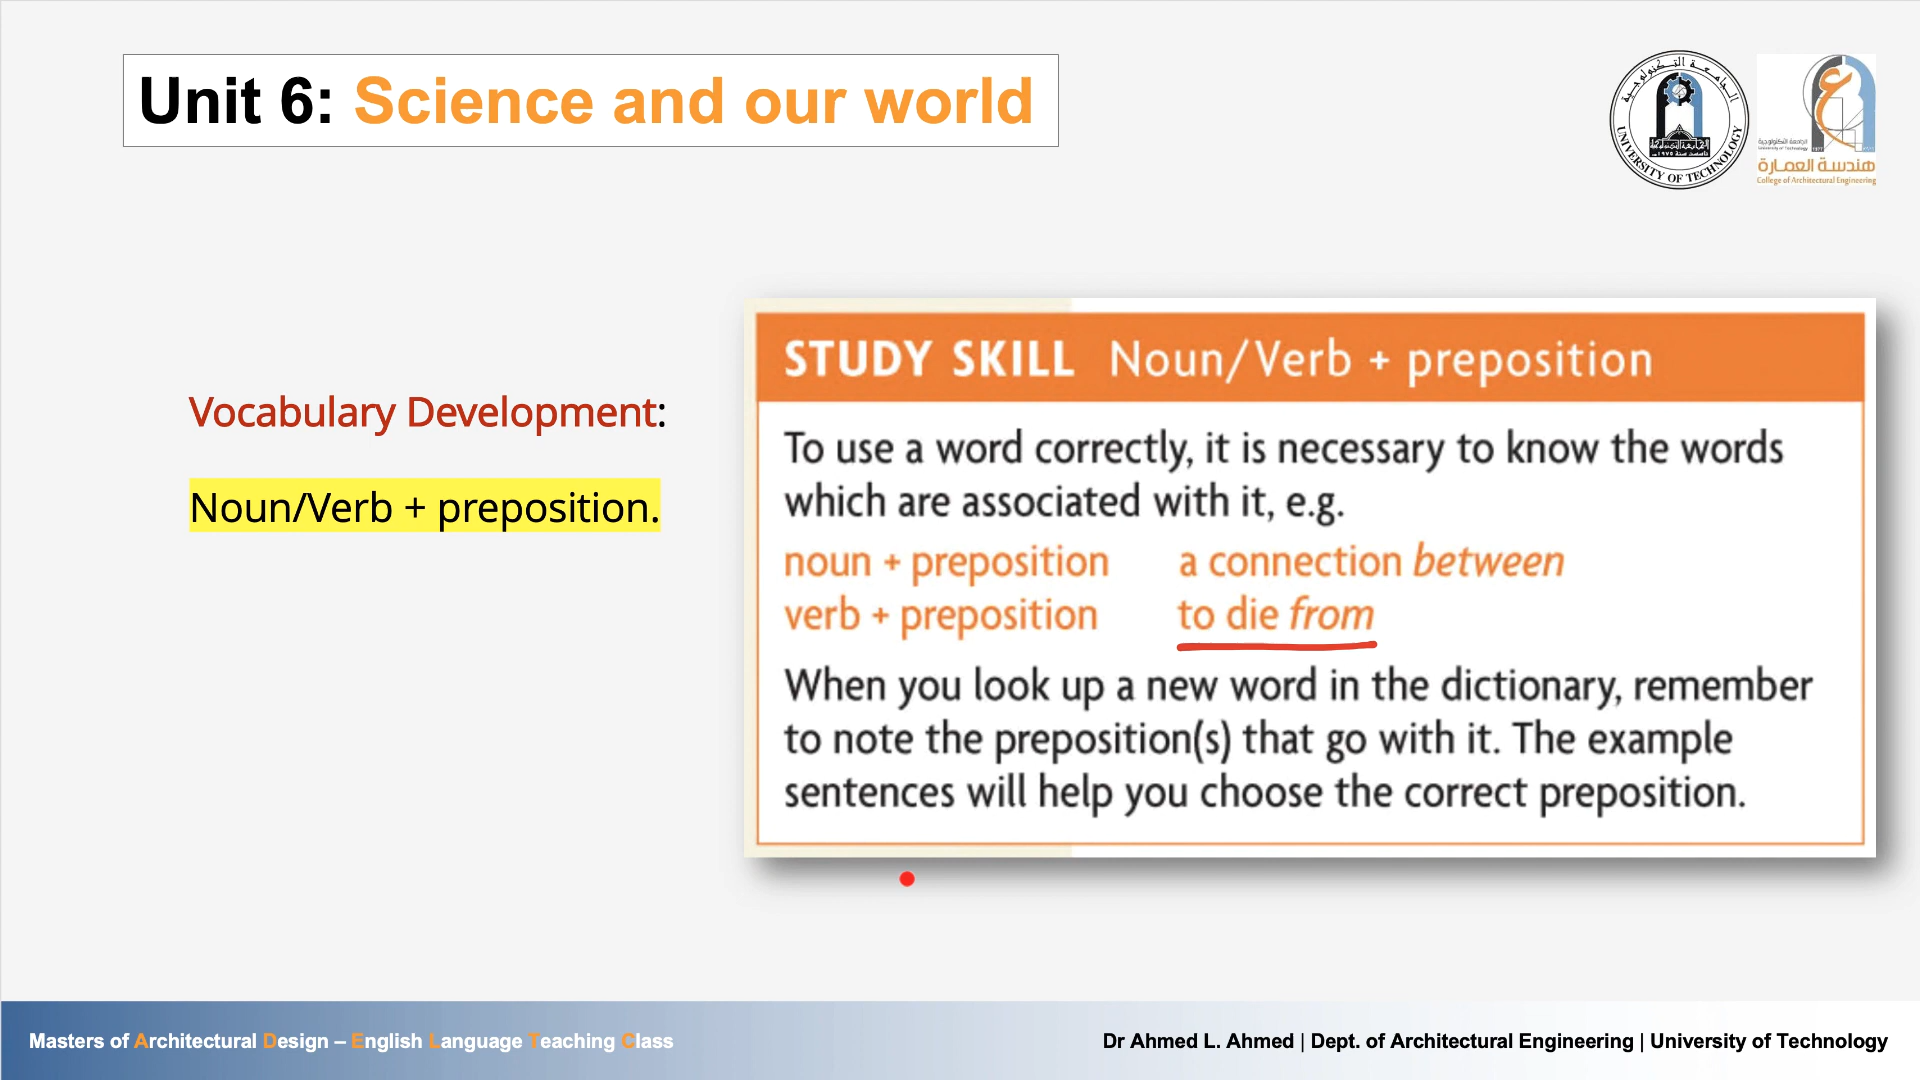 Unit 6: Science and our world
الجامعة التكنولوجية
UNIVERSITY OF TECHNOLOGY
هندسة العمارة
College of Architectural Engineering
Vocabulary Development:
Noun/Verb + preposition.
STUDY SKILL Noun/Verb + preposition
To use a word correctly, it is necessary to know the words
which are associated with it, e.g.
noun + preposition a connection between
verb + preposition to die from
When you look up a new word in the dictionary, remember
to note the preposition(s) that go with it. The example
sentences will help you choose the correct preposition.
Masters of Architectural Design – English Language Teaching Class
Dr Ahmed L. Ahmed | Dept. of Architectural Engineering | University of Technology